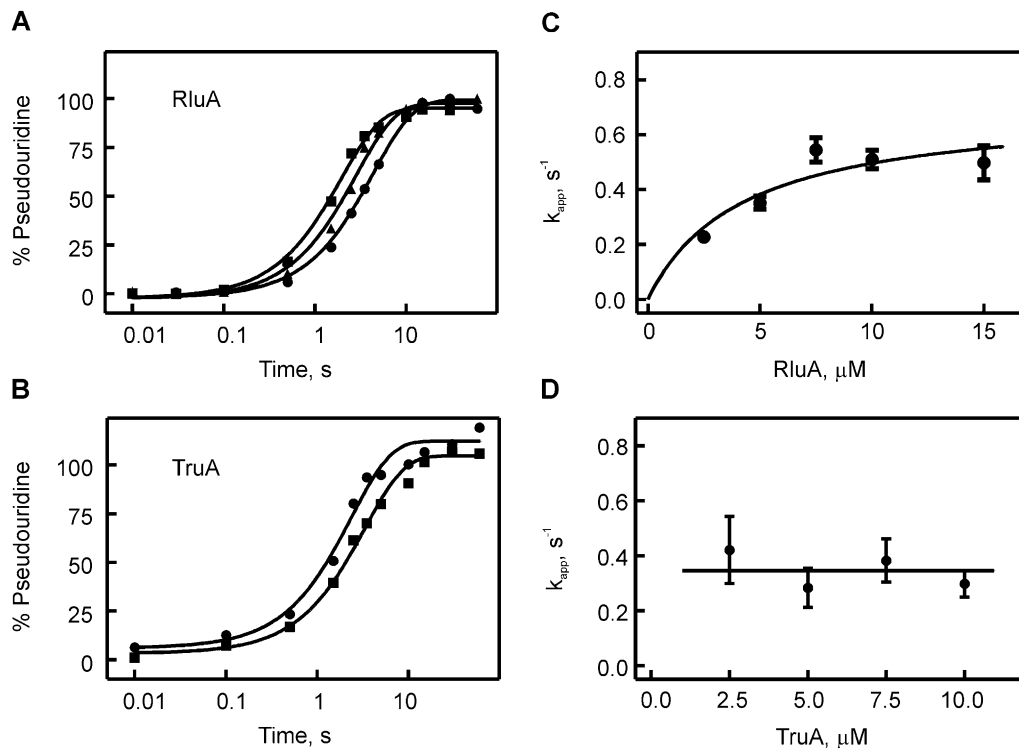 A
RluA
% Pseudouridine
100
75
50
25
0
0.01
0.1
1
10
Time, s
B
TruA
% Pseudouridine
100
75
50
25
0
0.01
0.1
1
10
Time, s
C
kapp, s-1
0.8
0.6
0.4
0.2
0.0
0
5
10
15
RluA, μM
D
kapp, s-1
0.8
0.6
0.4
0.2
0.0
0.0
2.5
5.0
7.5
10.0
TruA, μM